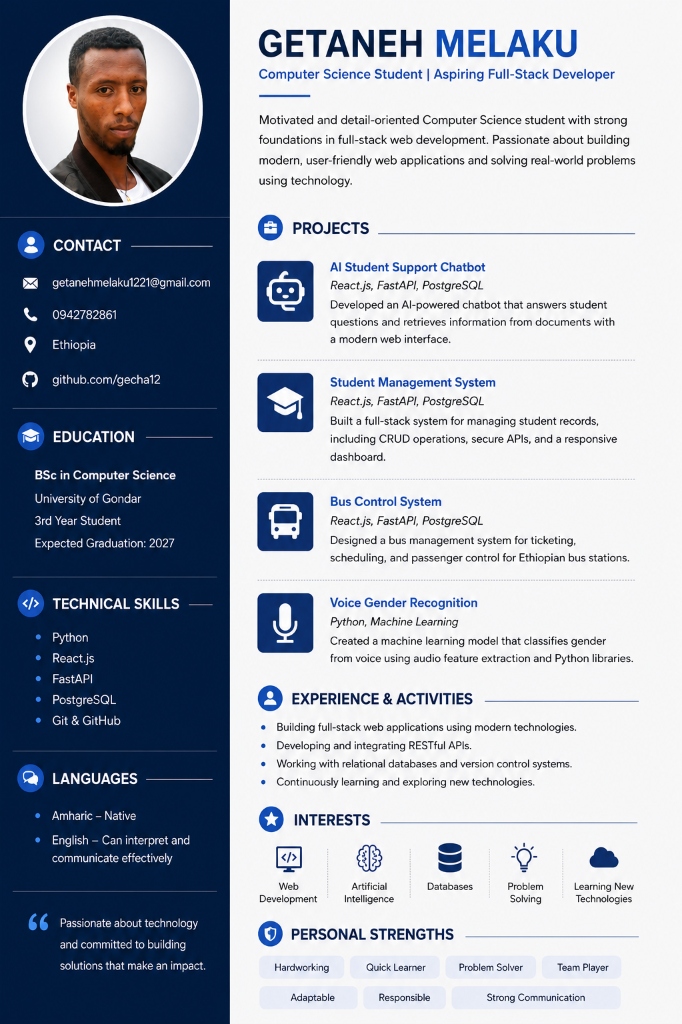 GETANEH MELAKU
Computer Science Student | Aspiring Full-Stack Developer
Motivated and detail-oriented Computer Science student with strong
foundations in full-stack web development. Passionate about building
modern, user-friendly web applications and solving real-world problems
using technology.
CONTACT
getanehmelaku1221@gmail.com
0942782861
Ethiopia
github.com/gecha12
EDUCATION
BSc in Computer Science
University of Gondar
3rd Year Student
Expected Graduation: 2027
TECHNICAL SKILLS
Python
React.js
FastAPI
PostgreSQL
Git & GitHub
LANGUAGES
Amharic – Native
English – Can interpret and
communicate effectively
Passionate about technology
and committed to building
solutions that make an impact.
PROJECTS
AI Student Support Chatbot
React.js, FastAPI, PostgreSQL
Developed an AI-powered chatbot that answers student
questions and retrieves information from documents with
a modern web interface.
Student Management System
React.js, FastAPI, PostgreSQL
Built a full-stack system for managing student records,
including CRUD operations, secure APIs, and a responsive
dashboard.
Bus Control System
React.js, FastAPI, PostgreSQL
Designed a bus management system for ticketing,
scheduling, and passenger control for Ethiopian bus stations.
Voice Gender Recognition
Python, Machine Learning
Created a machine learning model that classifies gender
from voice using audio feature extraction and Python libraries.
EXPERIENCE & ACTIVITIES
Building full-stack web applications using modern technologies.
Developing and integrating RESTful APIs.
Working with relational databases and version control systems.
Continuously learning and exploring new technologies.
INTERESTS
Web
Development
Artificial
Intelligence
Databases
Problem
Solving
Learning New
Technologies
PERSONAL STRENGTHS
Hardworking
Quick Learner
Problem Solver
Team Player
Adaptable
Responsible
Strong Communication